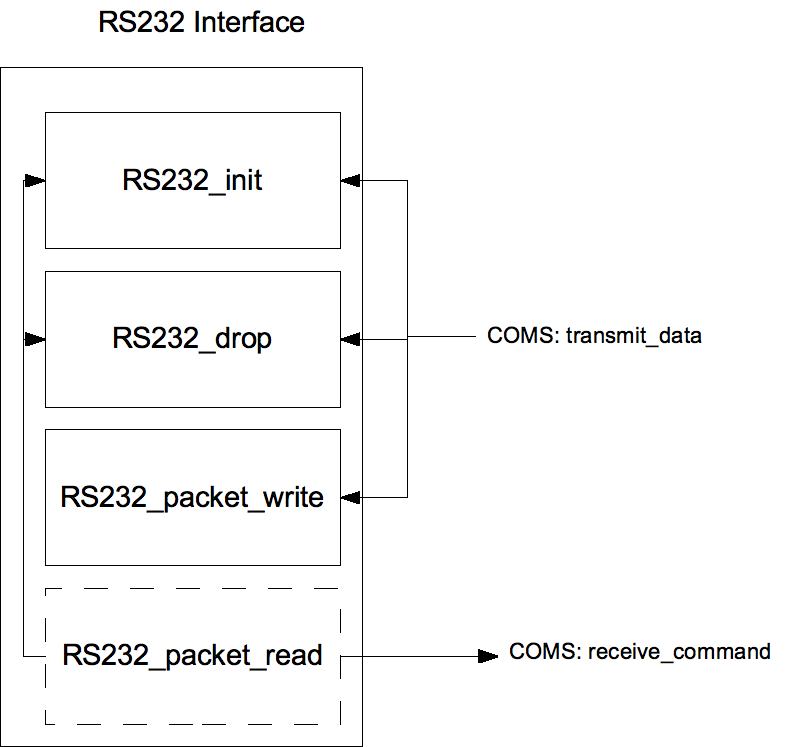 RS232 Interface
RS232_init
RS232_drop
COMS: transmit_data
RS232_packet_write
RS232_packet_read
COMS: receive_command